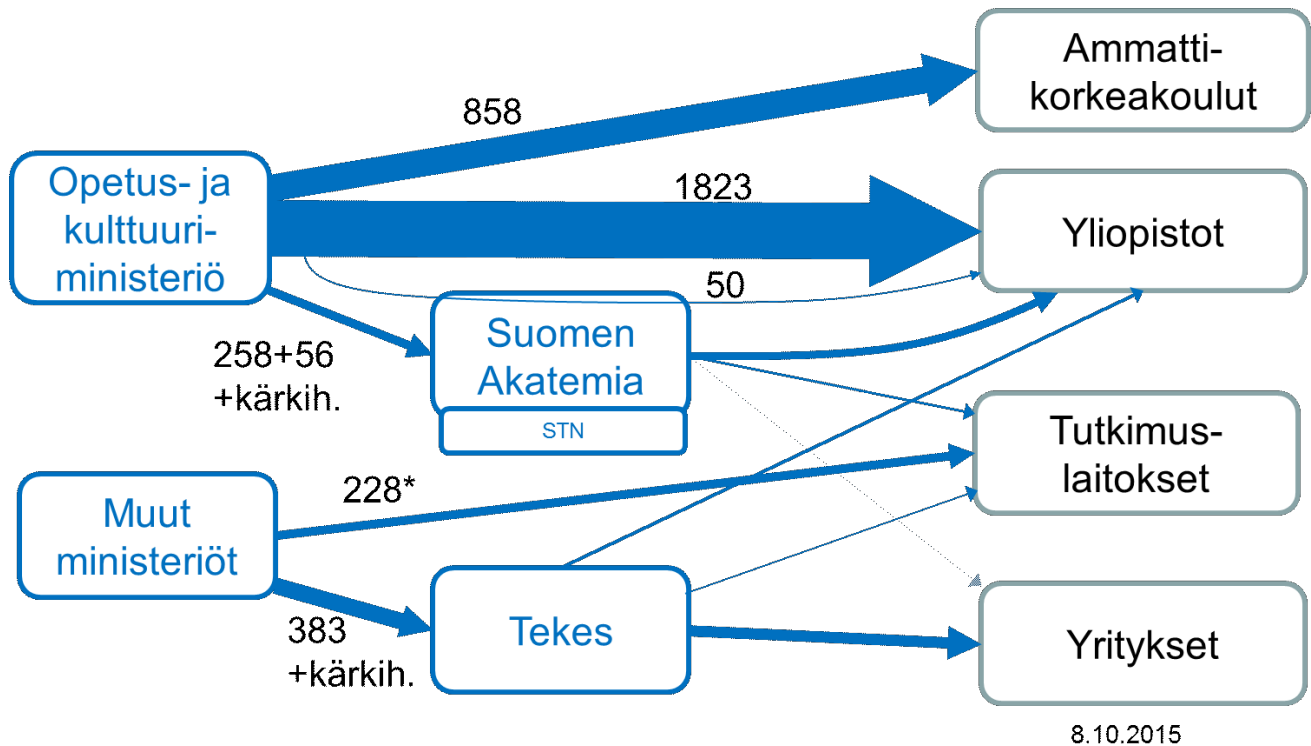 Ammatti-
korkeakoulut
858
Opetus- ja
kulttuuri-
ministeriö
1823
Yliopistot
50
258+56
+kärkih.
Suomen
Akatemia
STN
Tutkimus-
laitokset
228*
Muut
ministeriöt
383
+kärkih.
Tekes
Yritykset
8.10.2015